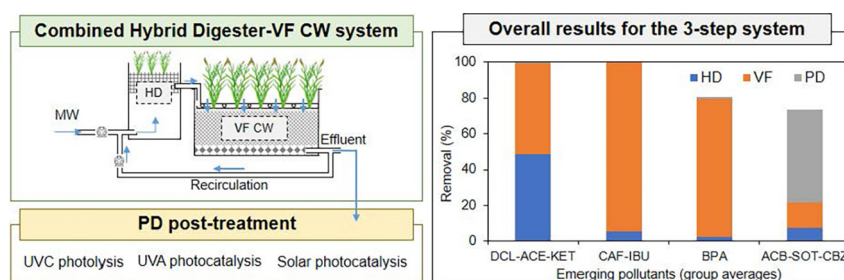 Combined Hybrid Digester-VF CW system
HD
MW
VF CW
Effluent
Recirculation
PD post-treatment
UVC photolysis UVA photocatalysis Solar photocatalysis
Overall results for the 3-step system
HD VF PD
100
80
60
40
20
0
Removal (%)
DCL-ACE-KET CAF-IBU BPA ACB-SOT-CBZ
Emerging pollutants (group averages)